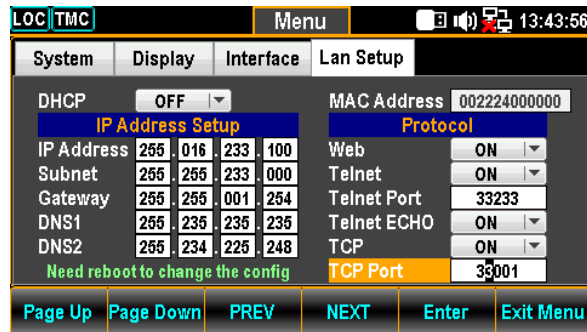 LOC TMC Menu 13:43:56
System Display Interface Lan Setup
DHCP OFF MAC Address 002224000000
IP Address Setup Protocol
IP Address 255 . 016 . 233 . 100 Web ON
Subnet 255 . 255 . 233 . 000 Telnet ON
Gateway 255 . 255 . 001 . 254 Telnet Port 33233
DNS1 255 . 235 . 235 . 235 Telnet ECHO ON
DNS2 255 . 234 . 225 . 248 TCP ON
Need reboot to change the config TCP Port 33001
Page Up Page Down PREV NEXT Enter Exit Menu